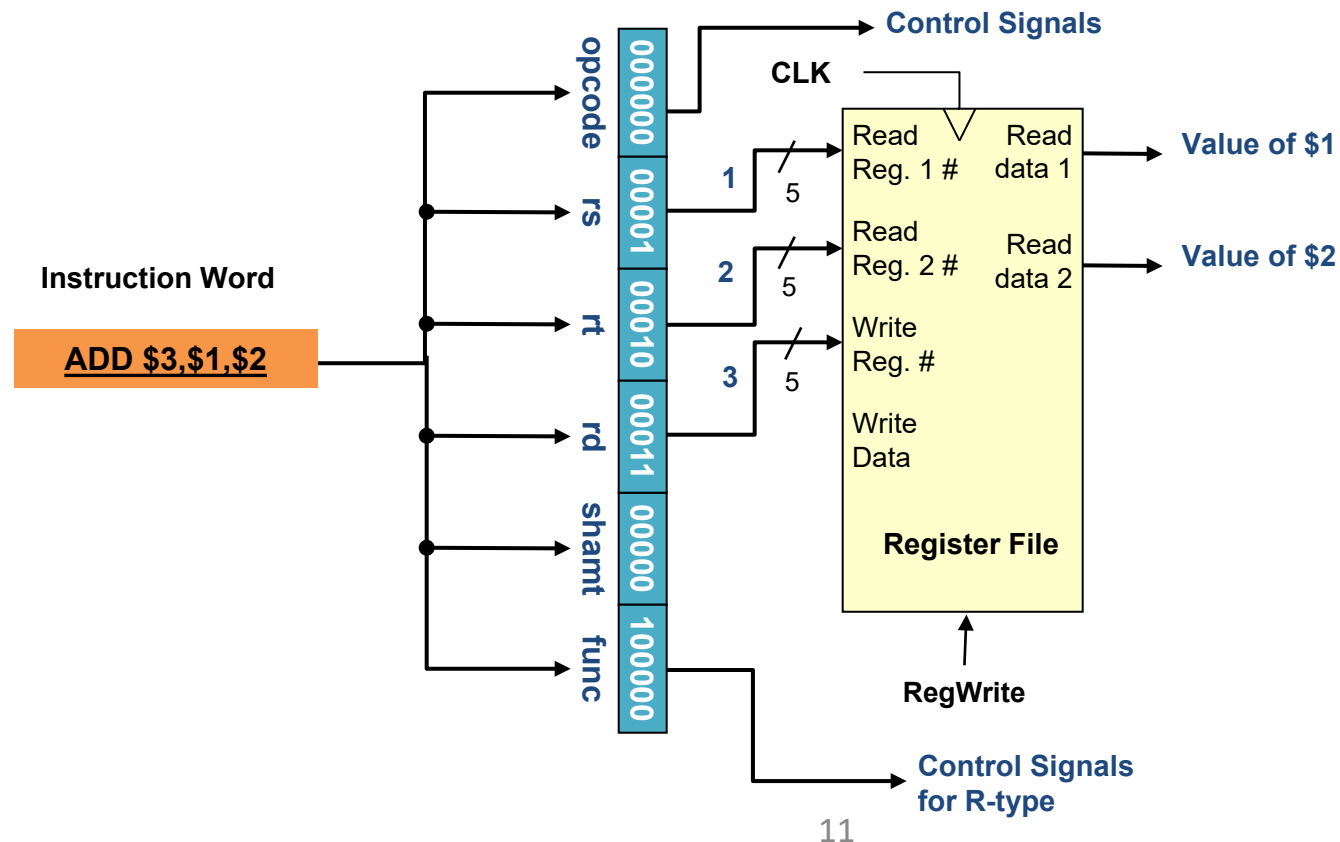 Control Signals
opcode
000000
CLK
Read
Reg. 1 #
Read
data 1
Value of $1
1
5
rs
00001
Read
Reg. 2 #
Read
data 2
Value of $2
2
5
Instruction Word
rt
00010
Write
Reg. #
ADD $3,$1,$2
3
5
rd
00011
Write
Data
shamt
00000
Register File
func
100000
RegWrite
Control Signals
for R-type
11